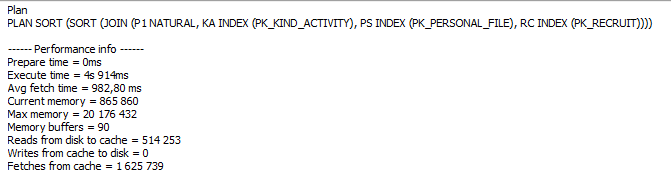 Plan
PLAN SORT (SORT (JOIN (P1 NATURAL, KA INDEX (PK_KIND_ACTIVITY), PS INDEX (PK_PERSONAL_FILE), RC INDEX (PK_RECRUIT))))
------ Performance info ------
Prepare time = 0ms
Execute time = 4s 914ms
Avg fetch time = 982,80 ms
Current memory = 865 860
Max memory = 20 176 432
Memory buffers = 90
Reads from disk to cache = 514 253
Writes from cache to disk = 0
Fetches from cache = 1 625 739